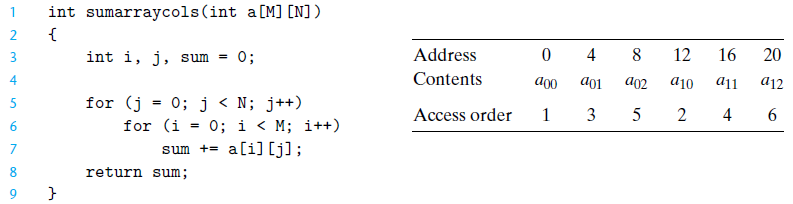 1 int sumarraycols(int a[M][N])
2 {
3 int i, j, sum = 0;
4
5 for (j = 0; j < N; j++)
6 for (i = 0; i < M; i++)
7 sum += a[i][j];
8 return sum;
9 }
Address 0 4 8 12 16 20
Contents a00 a01 a02 a10 a11 a12
Access order 1 3 5 2 4 6